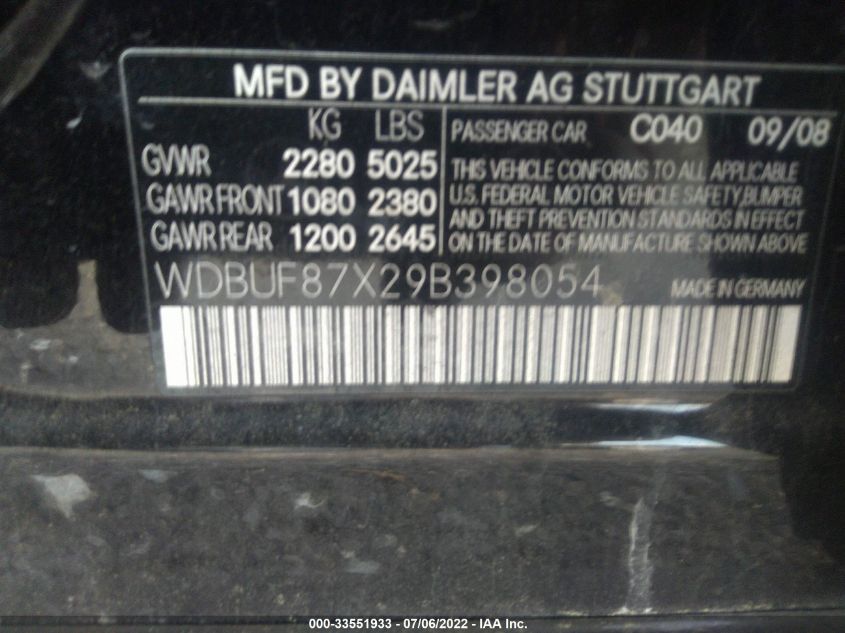 MFD BY DAIMLER AG STUTTGART
KG LBS
GVWR 2280 5025
GAWR FRONT 1080 2380
GAWR REAR 1200 2645
PASSENGER CAR C040 09/08
THIS VEHICLE CONFORMS TO ALL APPLICABLE
U.S. FEDERAL MOTOR VEHICLE SAFETY,BUMPER
AND THEFT PREVENTION STANDARDS IN EFFECT
ON THE DATE OF MANUFACTURE SHOWN ABOVE
WDBUF87X29B398054 MADE IN GERMANY
000-33551933 - 07/06/2022 - IAA Inc.